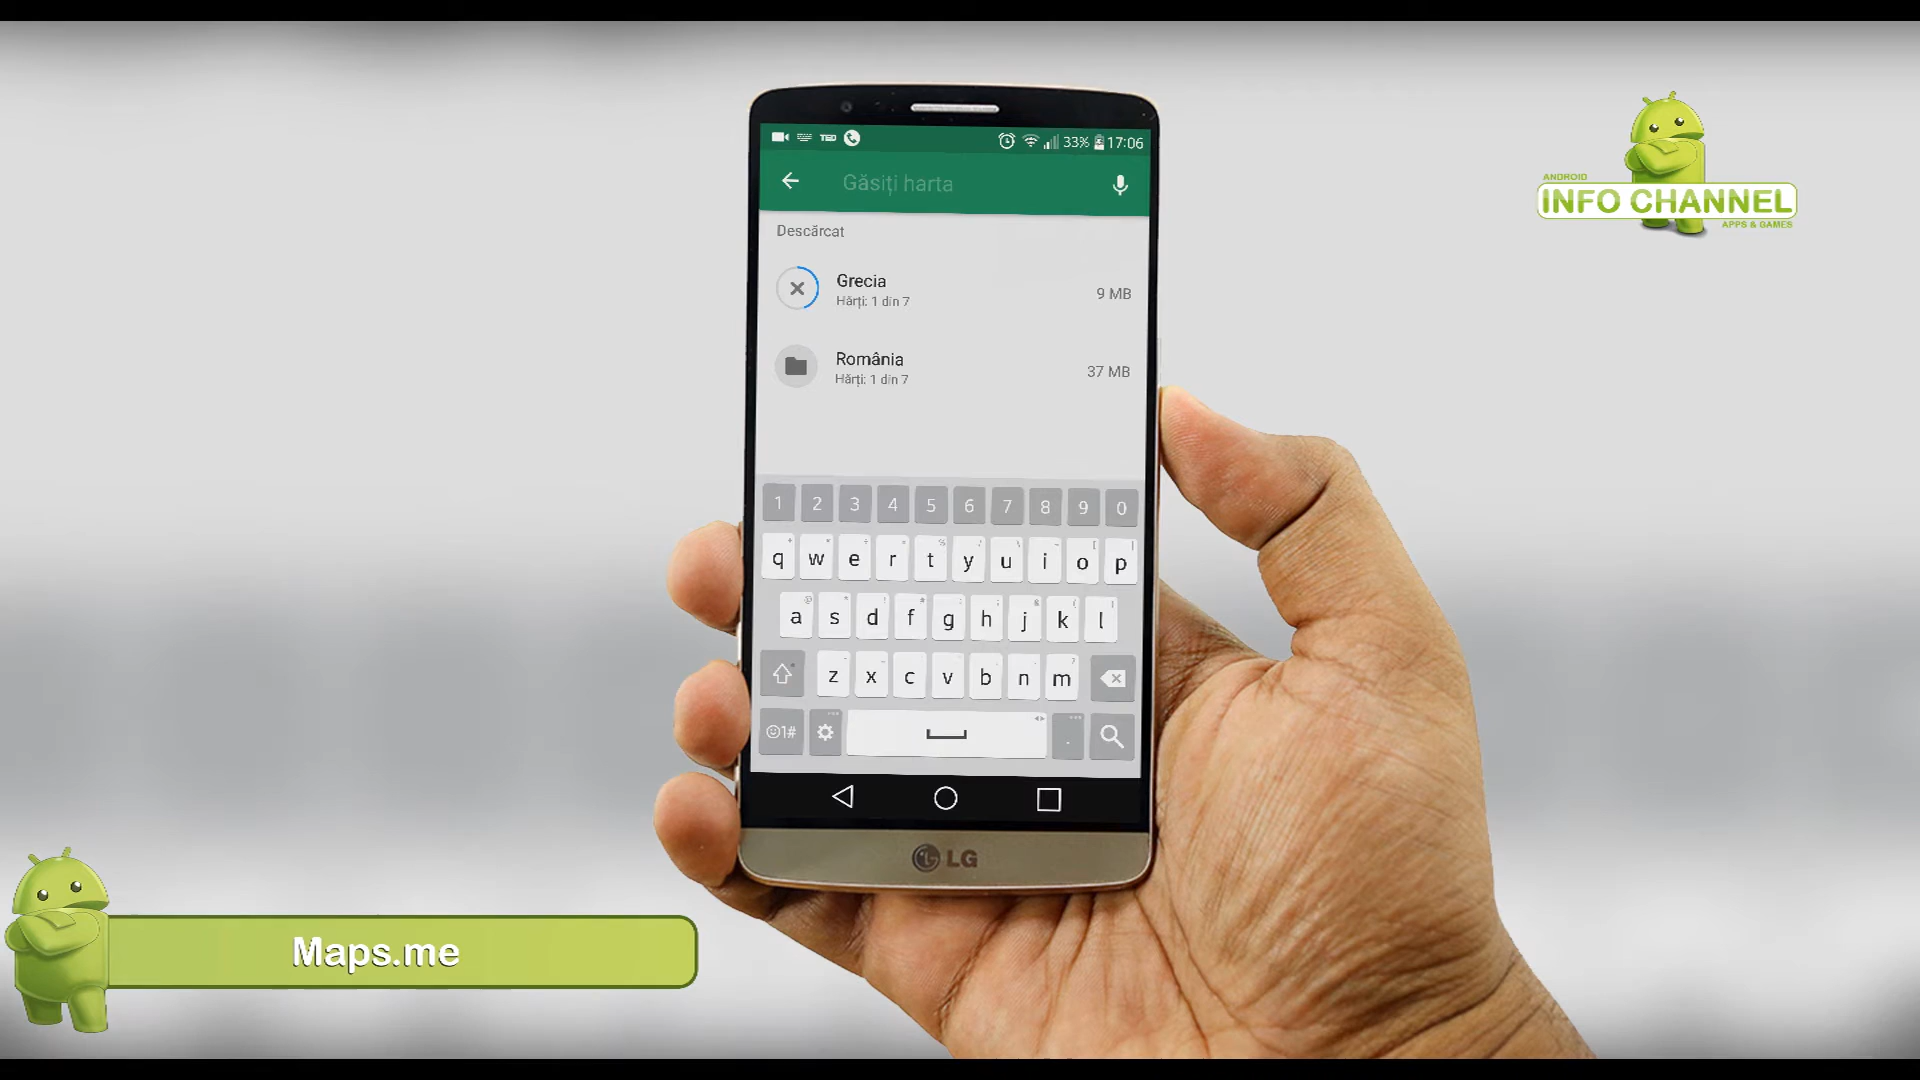 TED
33%
17:06
Găsiți harta
Descărcat
Grecia
Hărți: 1 din 7
9 MB
România
Hărți: 1 din 7
37 MB
1 2 3 4 5 6 7 8 9 0
q w e r t y u i o p
a s d f g h j k l
z x c v b n m
1#
.
LG
ANDROID
INFO CHANNEL
APPS & GAMES
Maps.me